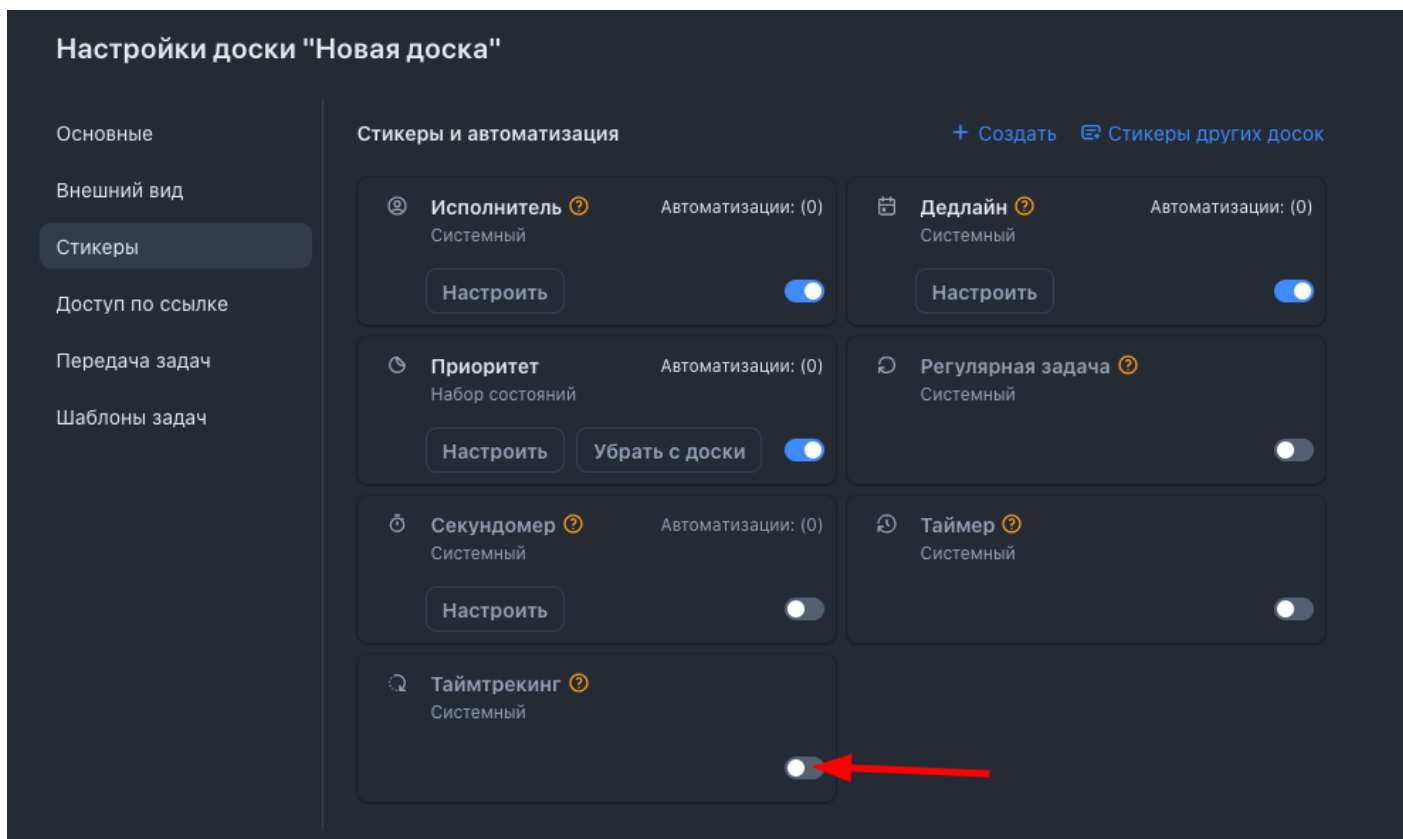 Настройки доски "Новая доска"
Основные
Внешний вид
Стикеры
Доступ по ссылке
Передача задач
Шаблоны задач
Стикеры и автоматизация
+ Создать
Стикеры других досок
Исполнитель ? Автоматизации: (0)
Системный
Настроить
Дедлайн ? Автоматизации: (0)
Системный
Настроить
Приоритет Автоматизации: (0)
Набор состояний
Настроить Убрать с доски
Регулярная задача ?
Системный
Секундомер ? Автоматизации: (0)
Системный
Настроить
Таймер ?
Системный
Таймтрекинг ?
Системный